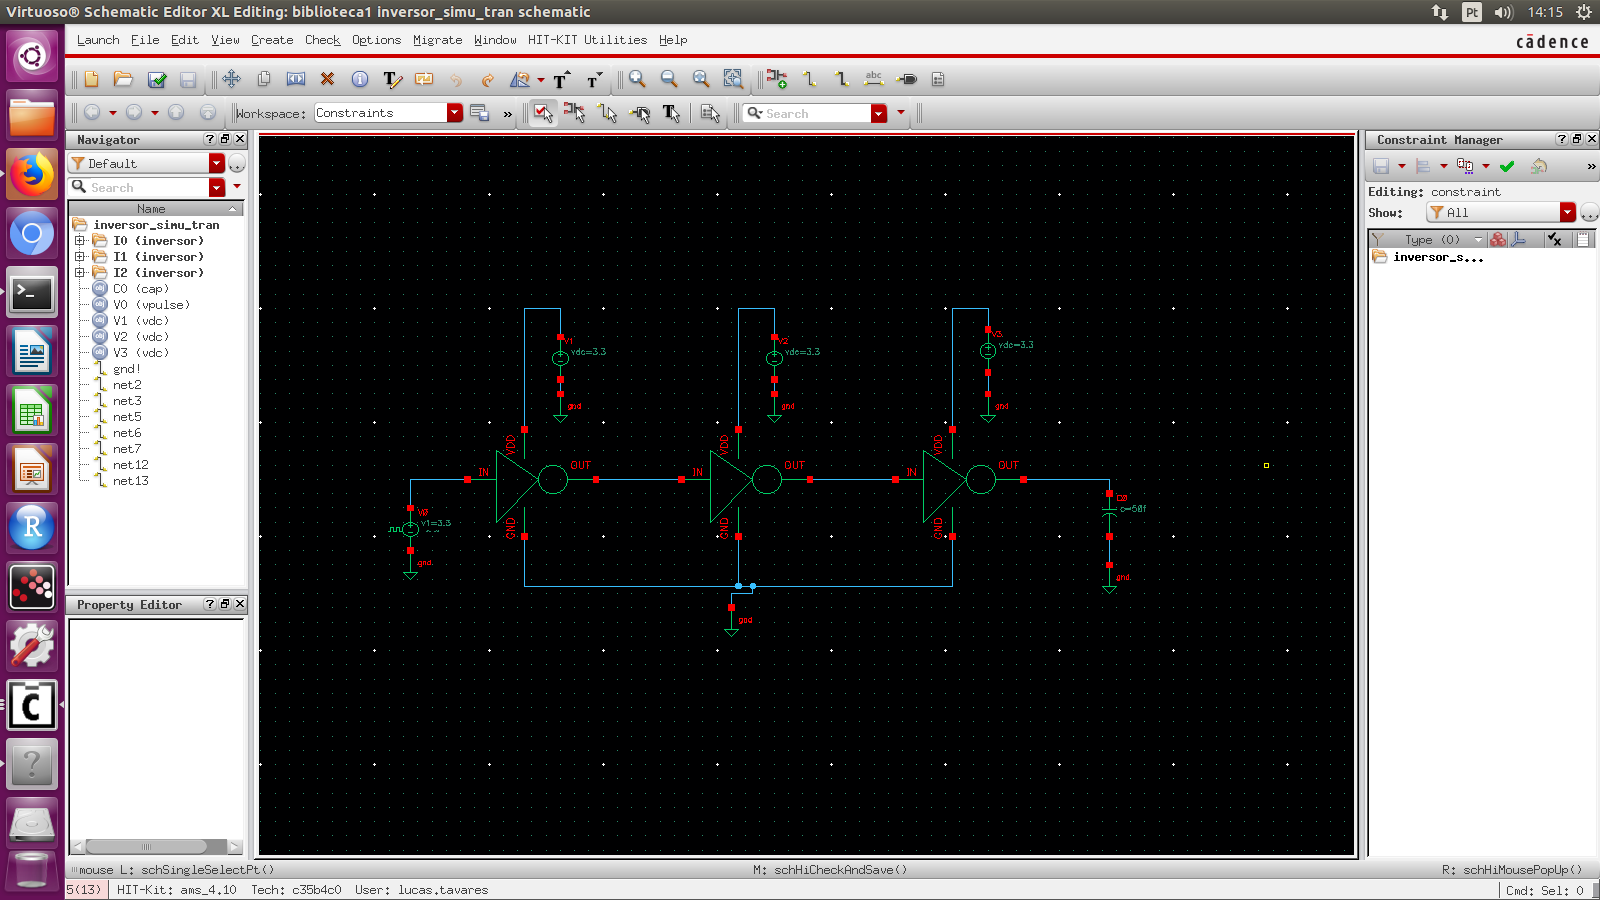 Virtuoso® Schematic Editor XL Editing: biblioteca1 inversor_simu_tran schematic
Pt
14:15
Launch File Edit View Create Check Options Migrate Window HIT-KIT Utilities Help
cādence
abc
Workspace: Constraints
»
Search
Navigator
Default
Search
Name
inversor_simu_tran
I0 (inversor)
I1 (inversor)
I2 (inversor)
C0 (cap)
V0 (vpulse)
V1 (vdc)
V2 (vdc)
V3 (vdc)
gnd!
net2
net3
net5
net6
net7
net12
net13
Property Editor
V1
vdc=3.3
gnd
V2
vdc=3.3
gnd
V3
vdc=3.3
gnd
VDD
IN
OUT
GND
VDD
IN
OUT
GND
VDD
IN
OUT
GND
V0
v1=3.3
gnd
gnd
C0
c=50f
gnd
Constraint Manager
»
Editing: constraint
Show: All
Type (0)
inversor_s...
mouse L: schSingleSelectPt()
M: schHiCheckAndSave()
R: schHiMousePopUp()
5(13)
HIT-Kit: ams_4.10 Tech: c35b4c0 User: lucas.tavares
Cmd: Sel: 0